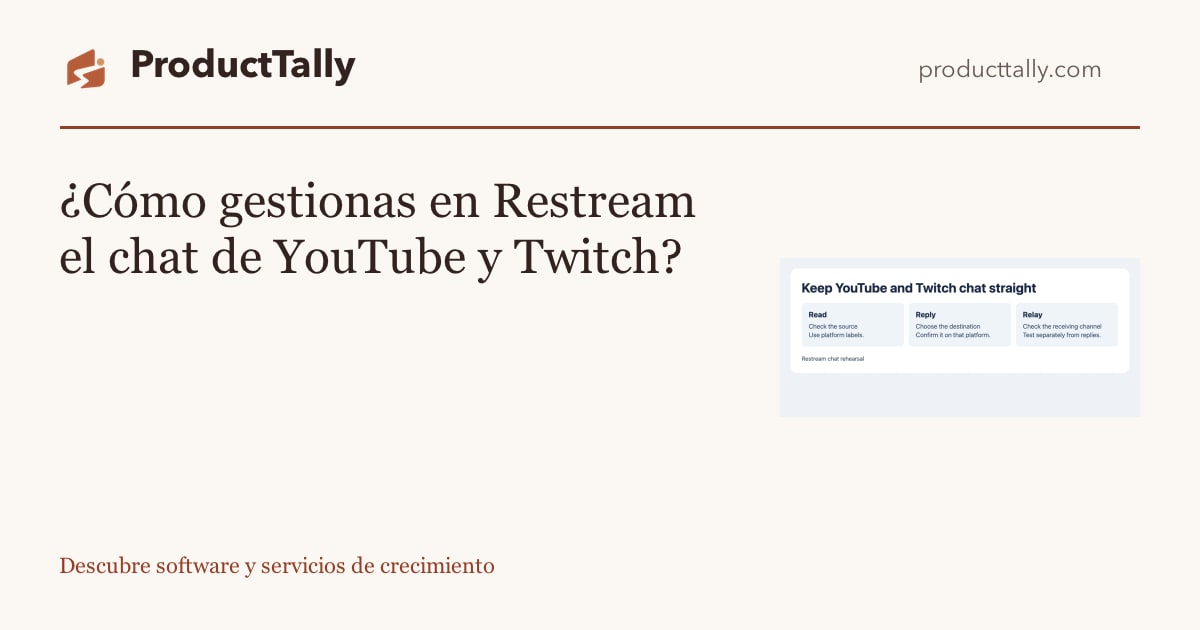 ProductTally
producttally.com
¿Cómo gestionas en Restream
el chat de YouTube y Twitch?
Keep YouTube and Twitch chat straight
Read
Check the source
Use platform labels.
Reply
Choose the destination
Confirm it on that platform.
Relay
Check the receiving channel
Test separately from replies.
Restream chat rehearsal
Descubre software y servicios de crecimiento